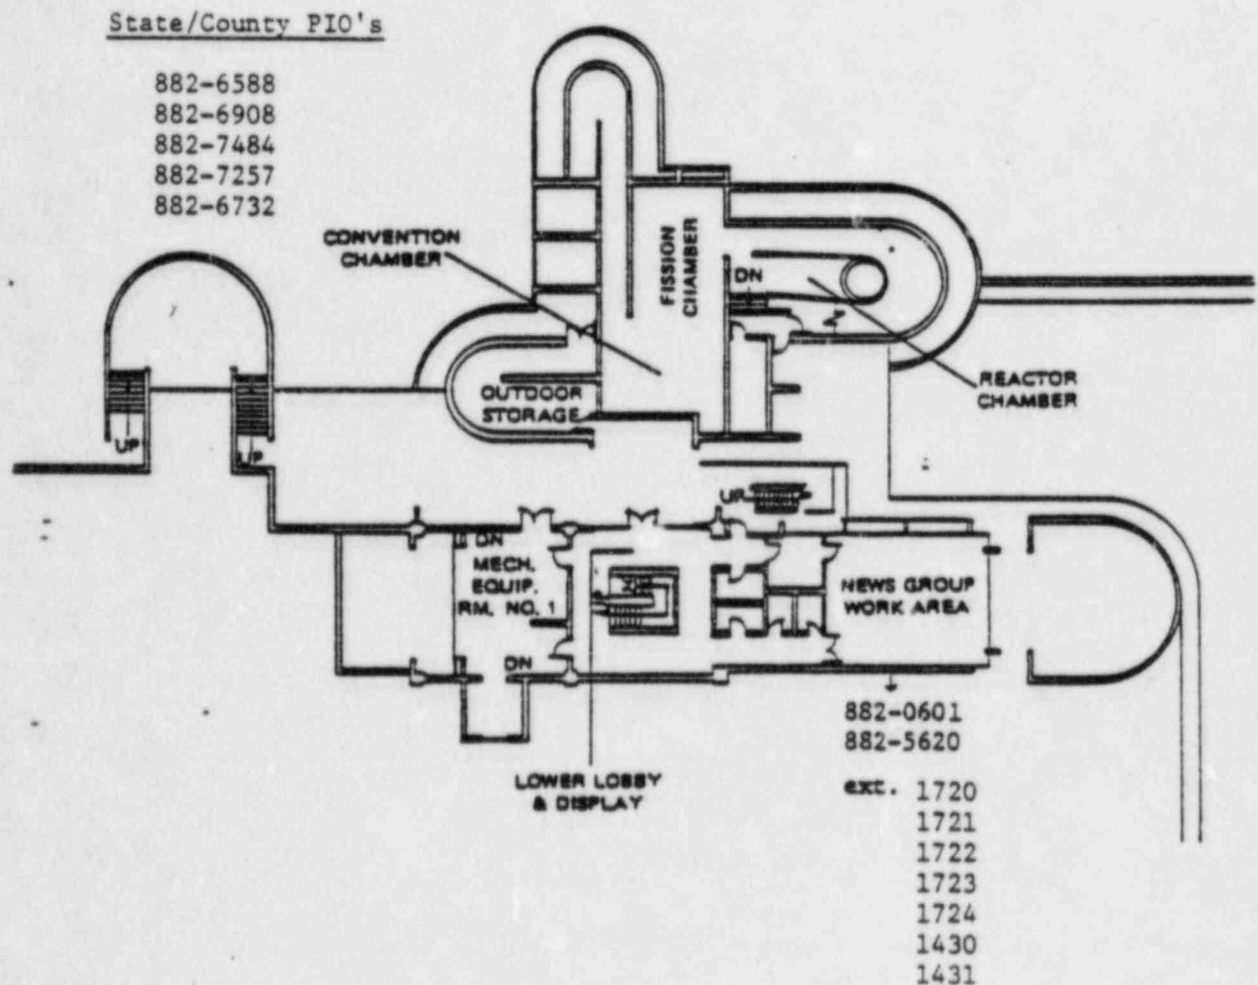 State/County PIO's
882-6588
882-6908
882-7484
882-7257
882-6732
CONVENTION
CHAMBER
FISSION
CHAMBER
DN
REACTOR
CHAMBER
OUTDOOR
STORAGE
UP
UP
UP
DN
MECH.
EQUIP.
RM. NO. 1
DN
NEWS GROUP
WORK AREA
LOWER LOBBY
& DISPLAY
882-0601
882-5620
ext. 1720
1721
1722
1723
1724
1430
1431